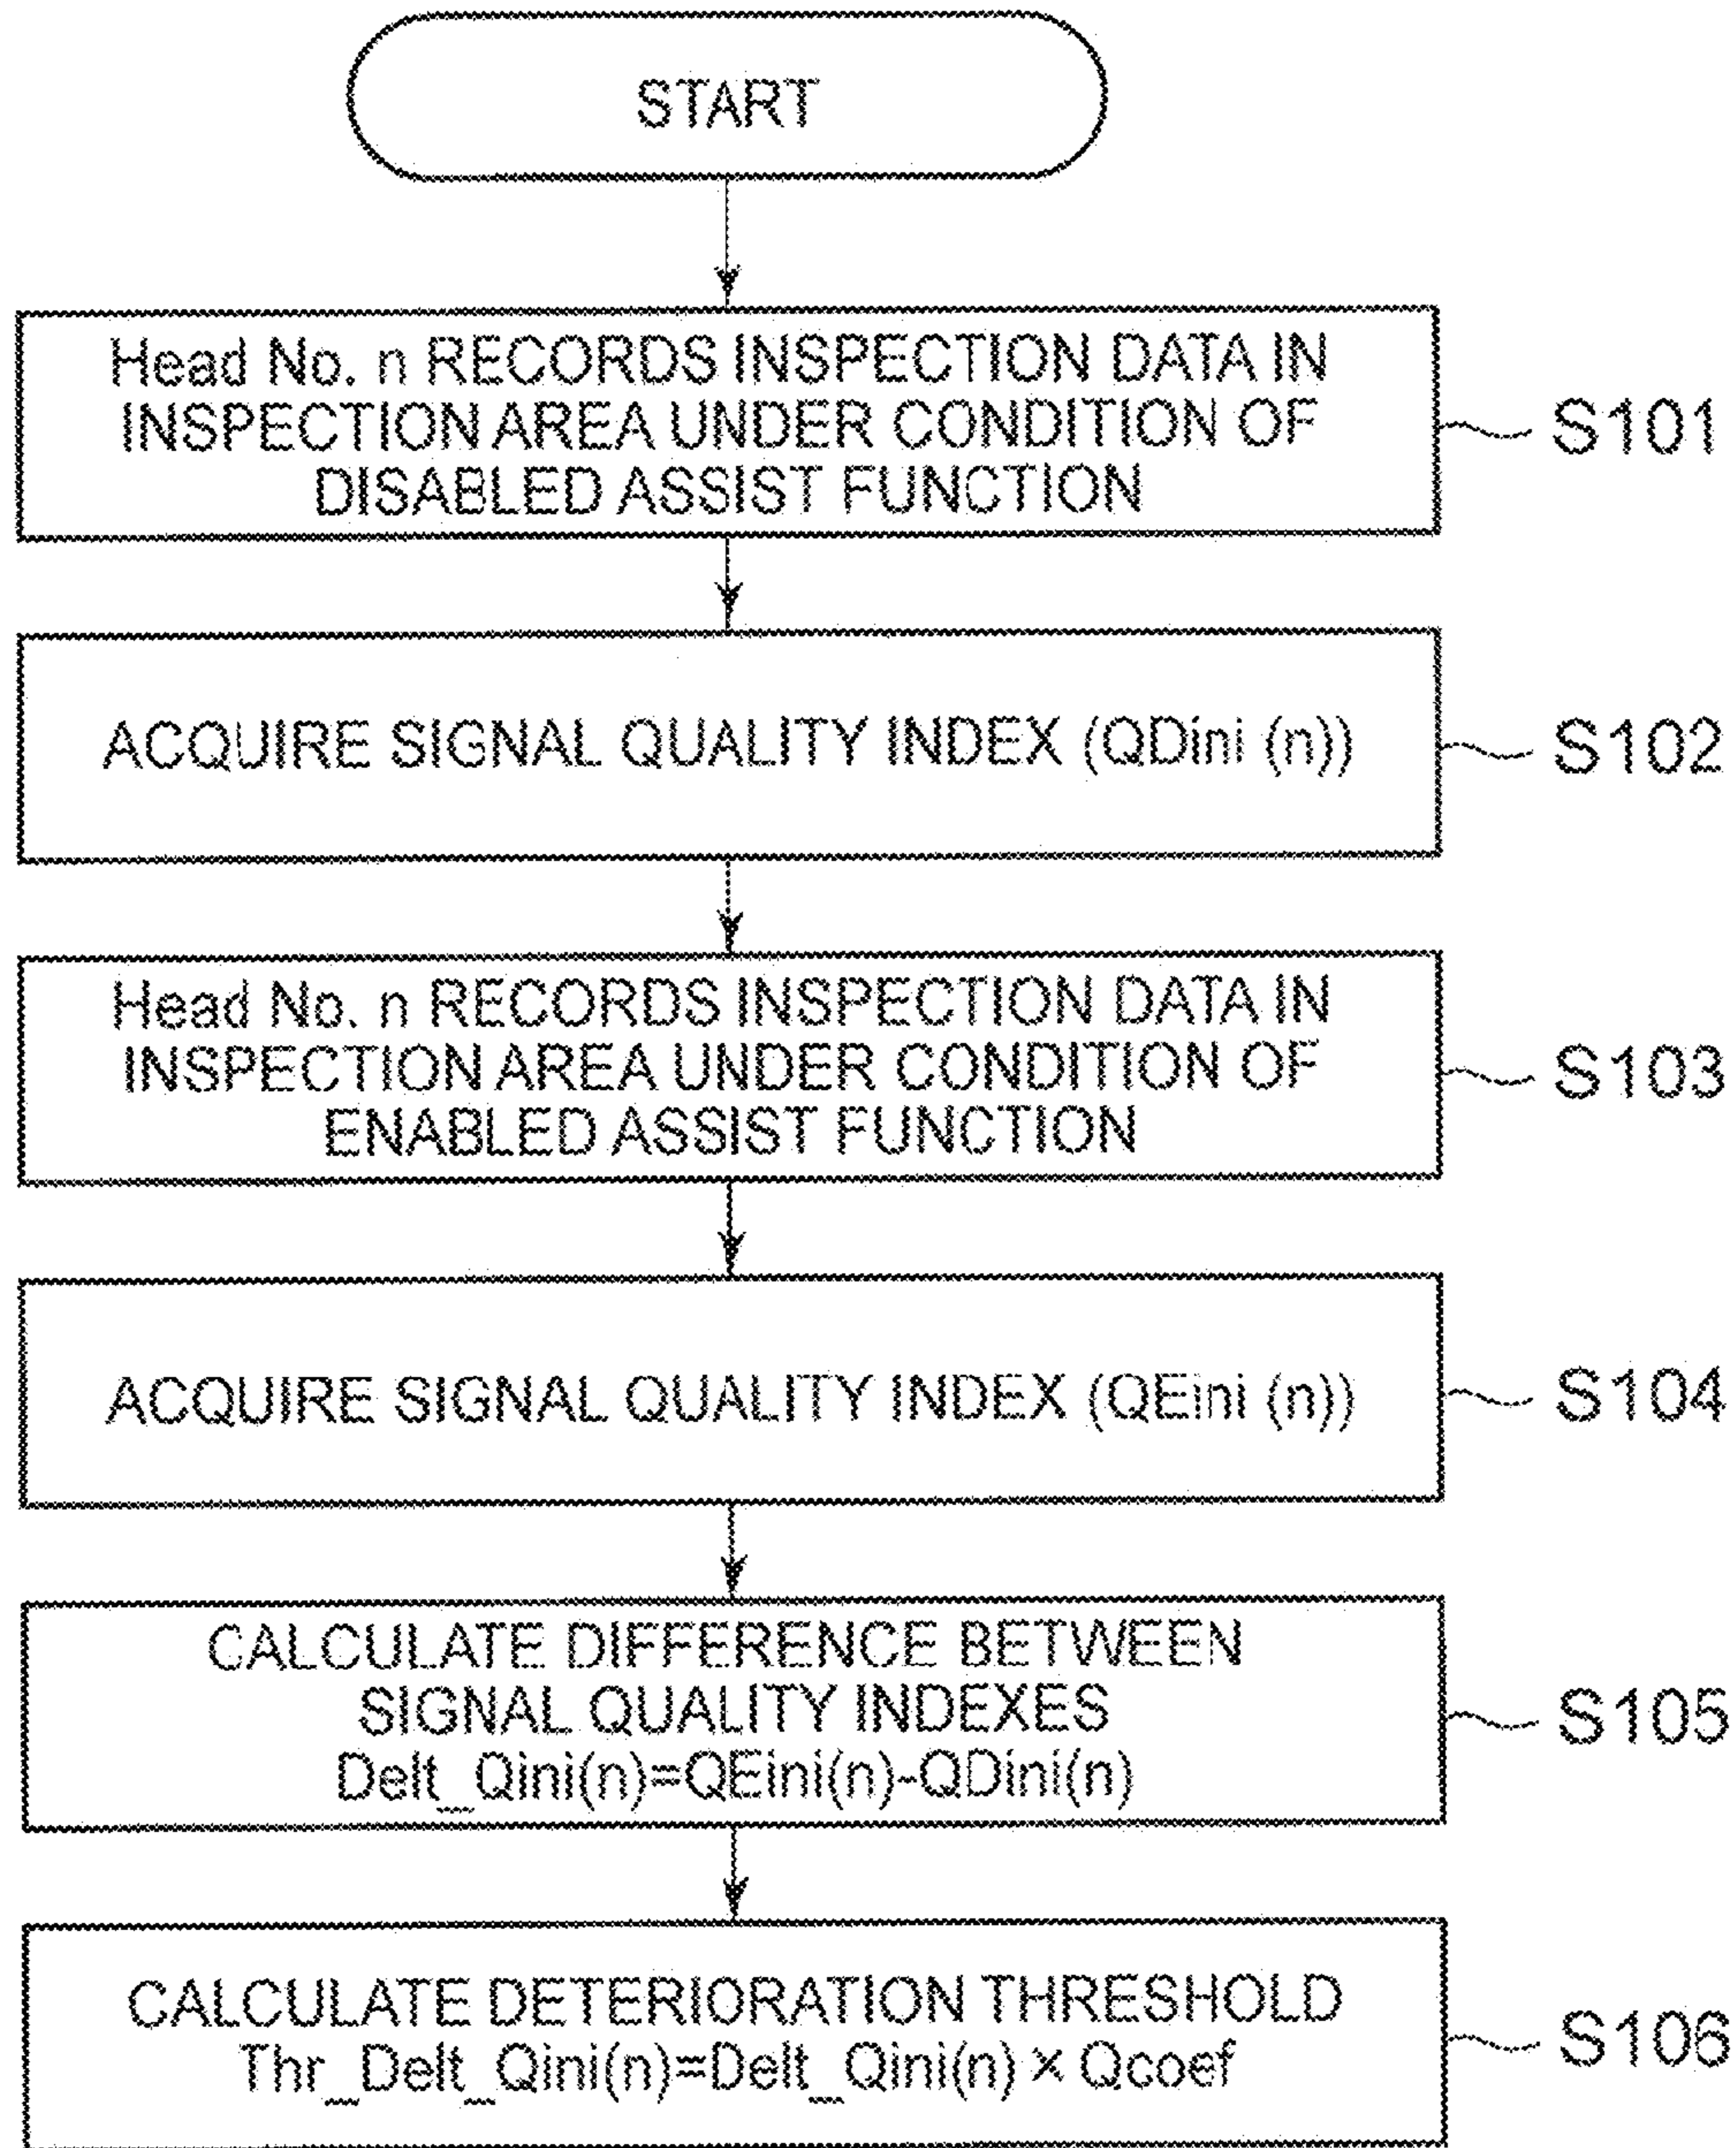 START
Head No. n RECORDS INSPECTION DATA IN
INSPECTION AREA UNDER CONDITION OF
DISABLED ASSIST FUNCTION
S101
ACQUIRE SIGNAL QUALITY INDEX (QDini (n))
S102
Head No. n RECORDS INSPECTION DATA IN
INSPECTION AREA UNDER CONDITION OF
ENABLED ASSIST FUNCTION
S103
ACQUIRE SIGNAL QUALITY INDEX (QEini (n))
S104
CALCULATE DIFFERENCE BETWEEN
SIGNAL QUALITY INDEXES
Delt_Qini(n)=QEini(n)-QDini(n)
S105
CALCULATE DETERIORATION THRESHOLD
Thr_Delt_Qini(n)=Delt_Qini(n) × Qcoef
S106